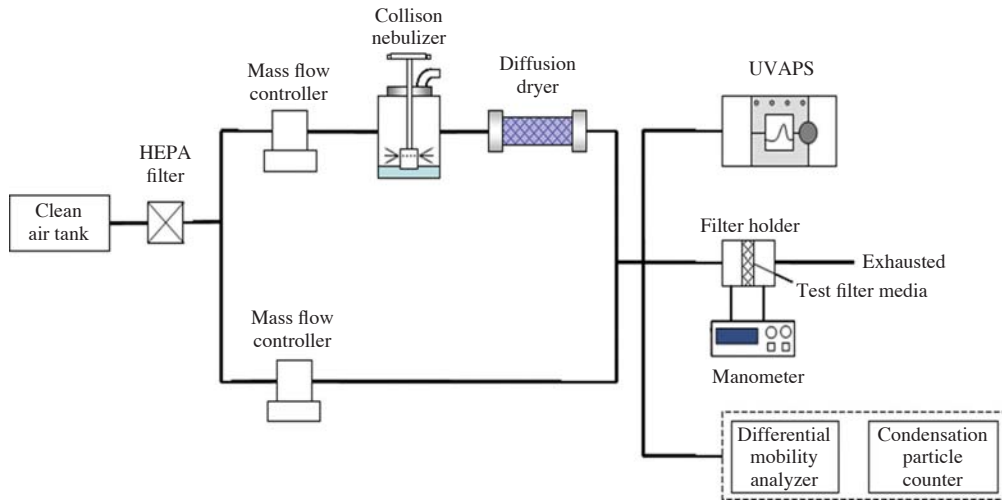 Collison
nebulizer
Mass flow
controller
Diffusion
dryer
UVAPS
HEPA
filter
Clean
air tank
Filter holder
Exhausted
Test filter media
Mass flow
controller
Manometer
Differential
mobility
analyzer
Condensation
particle
counter